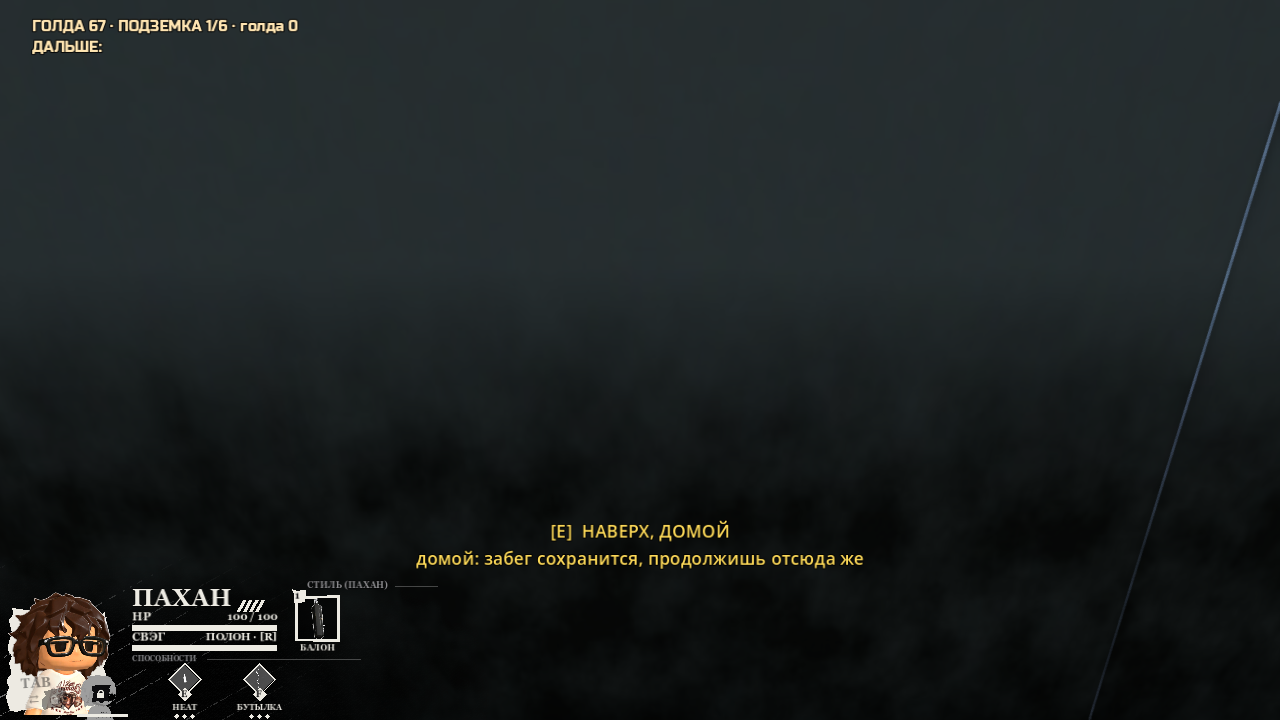 ГОЛДА 67 · ПОДЗЕМКА 1/6 · голда 0
ДАЛЬШЕ:
[E] НАВЕРХ, ДОМОЙ
домой: забег сохранится, продолжишь отсюда же
СТИЛЬ (ПАХАН)
ПАХАН
HP 100 / 100
СВЭГ ПОЛОН · [R]
БАЛОН
СПОСОБНОСТИ
TAB
HEAT БУТЫЛКА